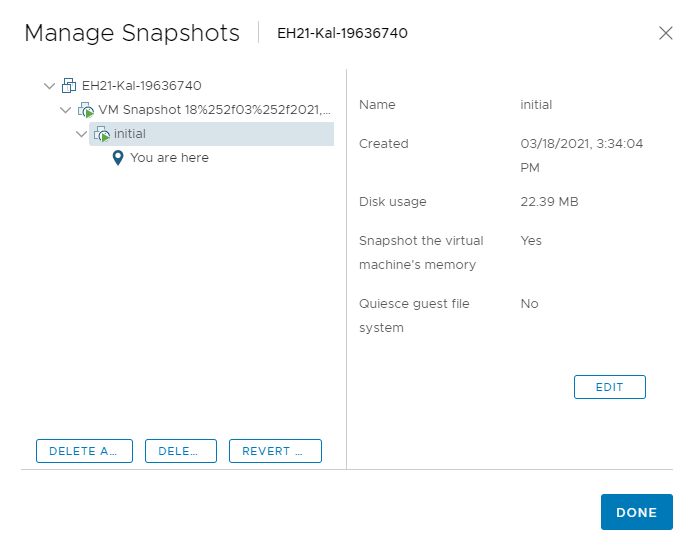 Manage Snapshots EH21-Kal-19636740
EH21-Kal-19636740
VM Snapshot 18%252f03%252f2021,...
initial
You are here
Name initial
Created 03/18/2021, 3:34:04
PM
Disk usage 22.39 MB
Snapshot the virtual Yes
machine's memory
Quiesce guest file No
system
EDIT
DELETE A... DELE... REVERT ...
DONE